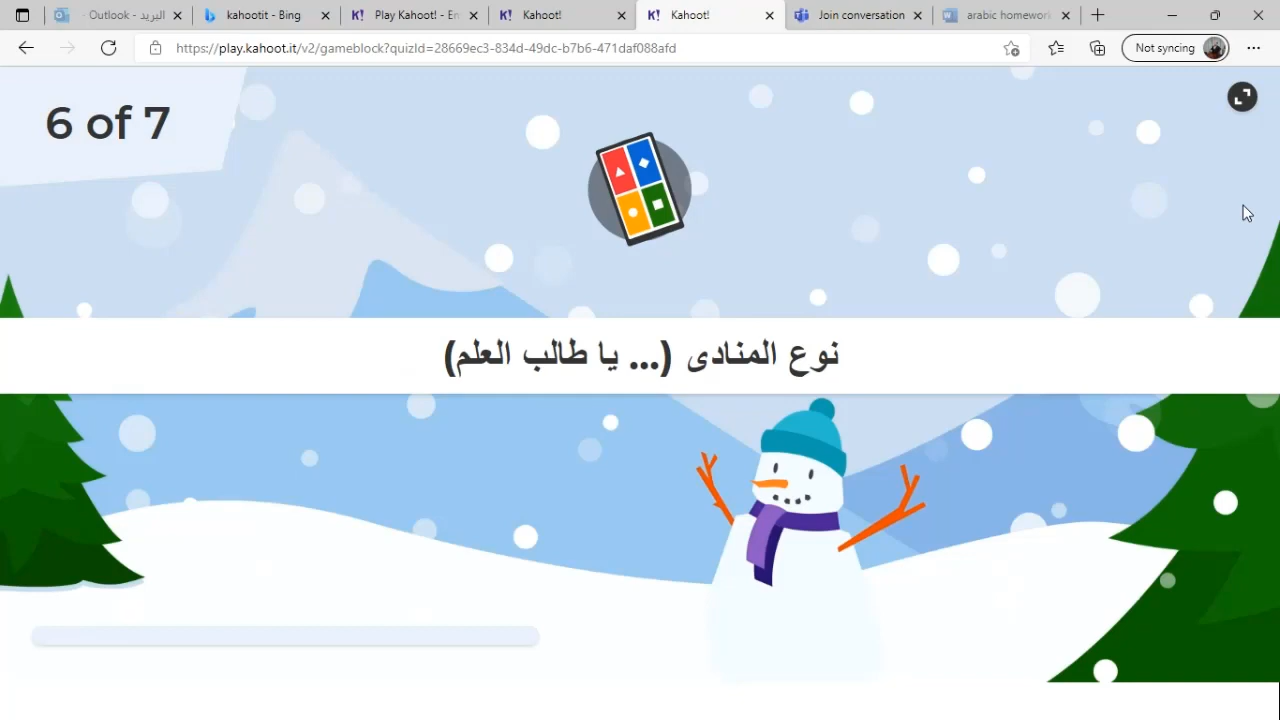 البريد - Outlook -
kahootit - Bing
Play Kahoot! - En
Kahoot!
Kahoot!
Join conversation
arabic homework
https://play.kahoot.it/v2/gameblock?quizId=28669ec3-834d-49dc-b7b6-471daf088afd
Not syncing
6 of 7
نوع المنادى (... يا طالب العلم)